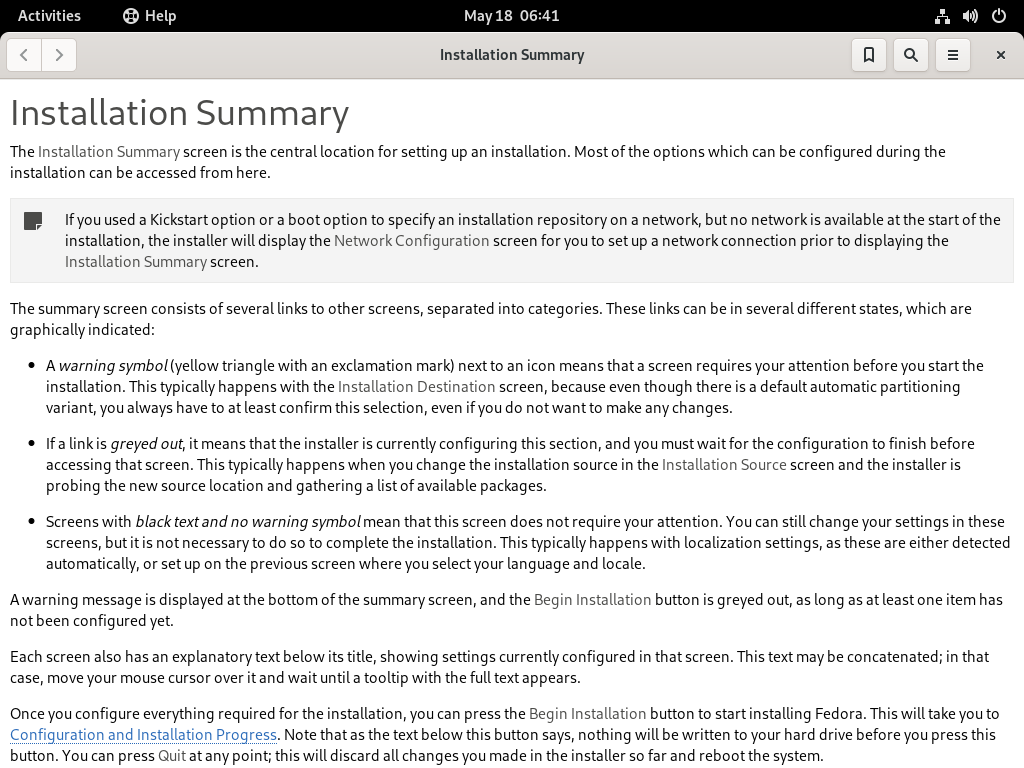 Activities Help May 18 06:41
Installation Summary
Installation Summary
The Installation Summary screen is the central location for setting up an installation. Most of the options which can be configured during the
installation can be accessed from here.
If you used a Kickstart option or a boot option to specify an installation repository on a network, but no network is available at the start of the
installation, the installer will display the Network Configuration screen for you to set up a network connection prior to displaying the
Installation Summary screen.
The summary screen consists of several links to other screens, separated into categories. These links can be in several different states, which are
graphically indicated:
• A warning symbol (yellow triangle with an exclamation mark) next to an icon means that a screen requires your attention before you start the
installation. This typically happens with the Installation Destination screen, because even though there is a default automatic partitioning
variant, you always have to at least confirm this selection, even if you do not want to make any changes.
• If a link is greyed out, it means that the installer is currently configuring this section, and you must wait for the configuration to finish before
accessing that screen. This typically happens when you change the installation source in the Installation Source screen and the installer is
probing the new source location and gathering a list of available packages.
• Screens with black text and no warning symbol mean that this screen does not require your attention. You can still change your settings in these
screens, but it is not necessary to do so to complete the installation. This typically happens with localization settings, as these are either detected
automatically, or set up on the previous screen where you select your language and locale.
A warning message is displayed at the bottom of the summary screen, and the Begin Installation button is greyed out, as long as at least one item has
not been configured yet.
Each screen also has an explanatory text below its title, showing settings currently configured in that screen. This text may be concatenated; in that
case, move your mouse cursor over it and wait until a tooltip with the full text appears.
Once you configure everything required for the installation, you can press the Begin Installation button to start installing Fedora. This will take you to
Configuration and Installation Progress. Note that as the text below this button says, nothing will be written to your hard drive before you press this
button. You can press Quit at any point; this will discard all changes you made in the installer so far and reboot the system.